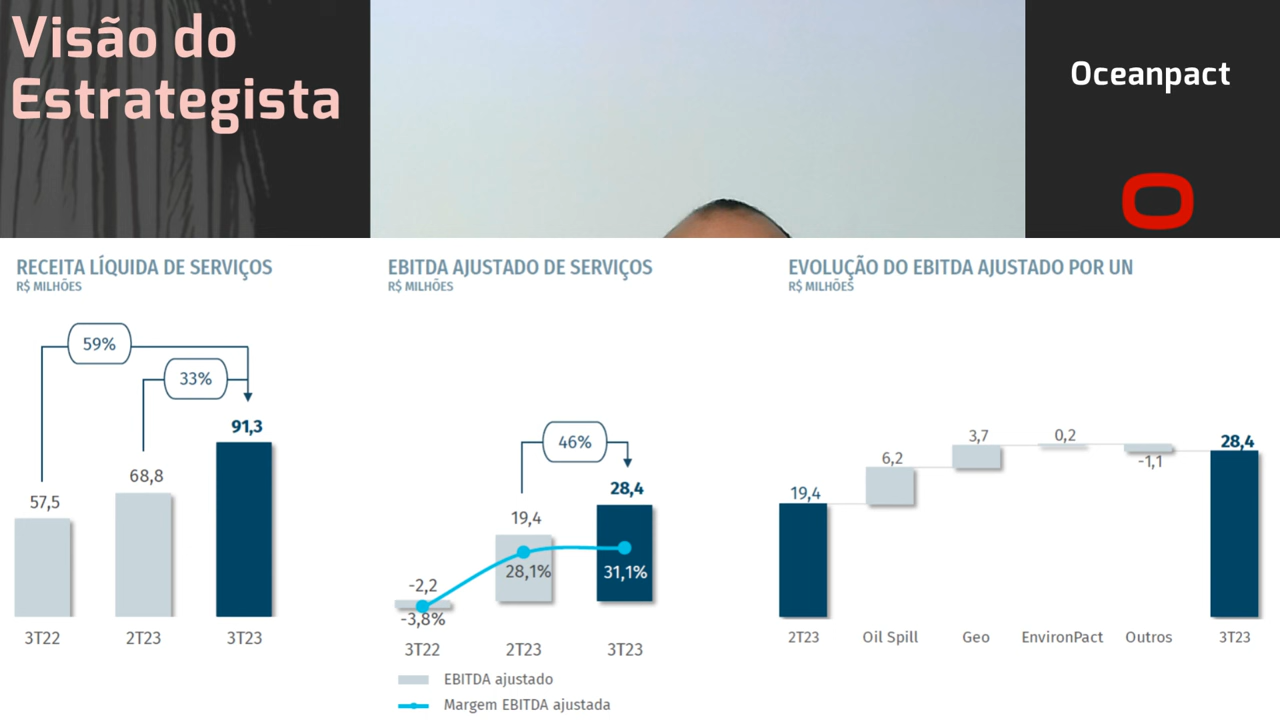 Visão do
Estrategista
Oceanpact
RECEITA LÍQUIDA DE SERVIÇOS
R$ MILHÕES
59%
33%
91,3
68,8
57,5
3T22
2T23
3T23
EBITDA AJUSTADO DE SERVIÇOS
R$ MILHÕES
46%
28,4
19,4
28,1%
31,1%
-2,2
-3,8%
3T22
2T23
3T23
EBITDA ajustado
Margem EBITDA ajustada
EVOLUÇÃO DO EBITDA AJUSTADO POR UN
R$ MILHÕES
19,4
6,2
3,7
0,2
-1,1
28,4
2T23
Oil Spill
Geo
EnvironPact
Outros
3T23